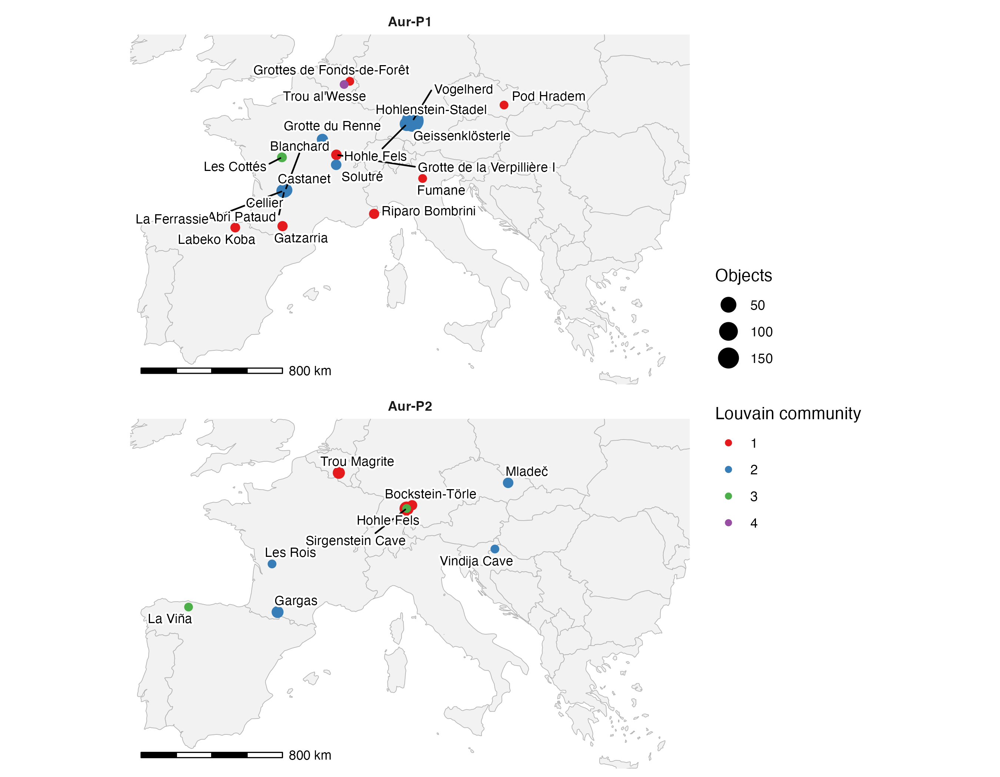 Aur-P1
Grottes de Fonds-de-Forêt
Trou al'Wesse
Vogelherd
Pod Hradem
Hohlenstein-Stadel
Grotte du Renne
Geissenklösterle
Blanchard
Hohle Fels
Les Cottés
Grotte de la Verpillière I
Castanet
Solutré
Fumane
Cellier
Riparo Bombrini
La Ferrassie
Abri Pataud
Labeko Koba
Gatzarria
800 km
Objects
50
100
150
Aur-P2
Louvain community
1
2
3
4
Trou Magrite
Mladeč
Bockstein-Törle
Hohle Fels
Sirgenstein Cave
Les Rois
Vindija Cave
Gargas
La Viña
800 km